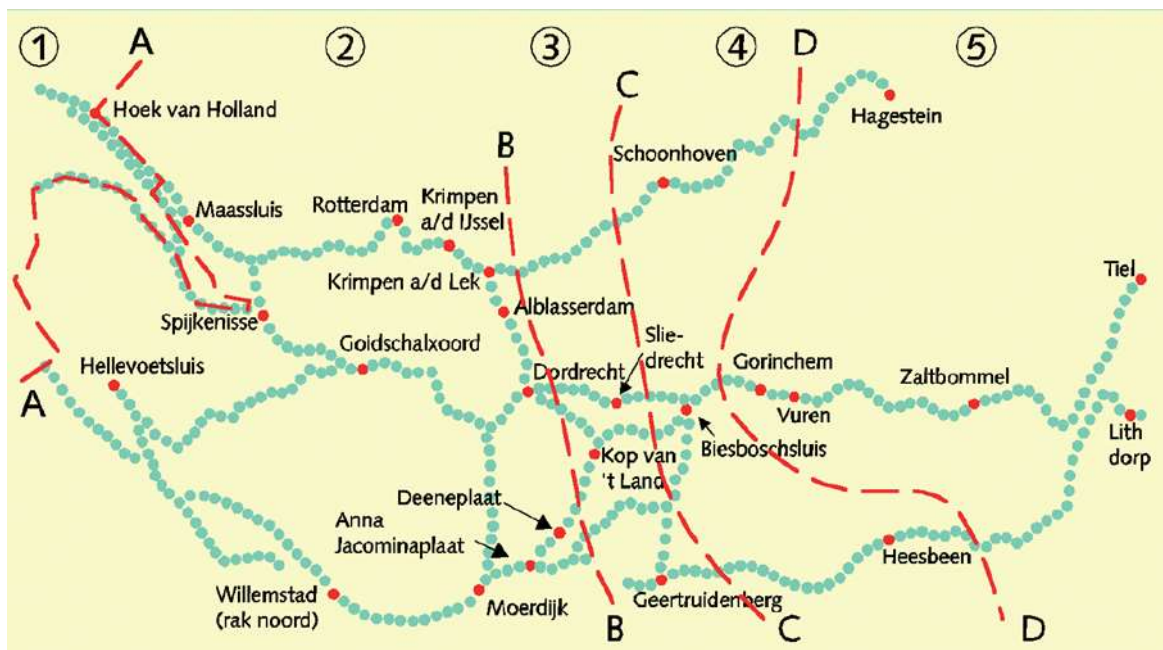 1
A
2
3
4
D
5
C
Hoek van Holland
Hagestein
B
Schoonhoven
Maassluis
Rotterdam
Krimpen
a/d IJssel
Krimpen a/d Lek
Tiel
Alblasserdam
Spijkenisse
Goidschalxoord
Slie-
drecht
Hellevoetsluis
Dordrecht
Gorinchem
Zaltbommel
A
Vuren
Lith
dorp
Biesboschsluis
Kop van
't Land
Deeneplaat
Anna
Jacominaplaat
Heesbeen
Willemstad
(rak noord)
Moerdijk
Geertruidenberg
B
C
D